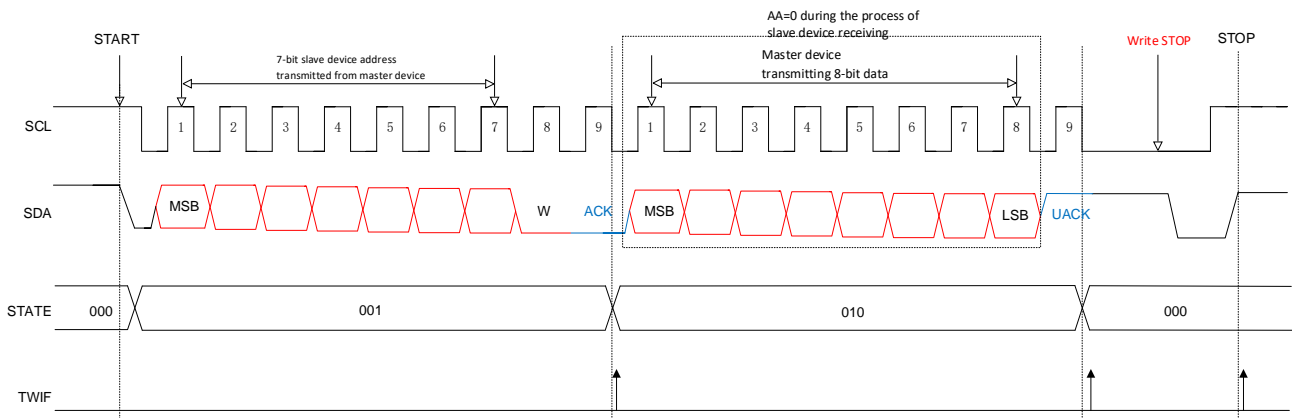 AA=0 during the process of
slave device receiving
START
7-bit slave device address
transmitted from master device
Master device
transmitting 8-bit data
Write STOP
STOP
SCL
1 2 3 4 5 6 7 8 9 1 2 3 4 5 6 7 8 9
SDA
MSB W ACK MSB LSB UACK
STATE
000 001 010 000
TWIF